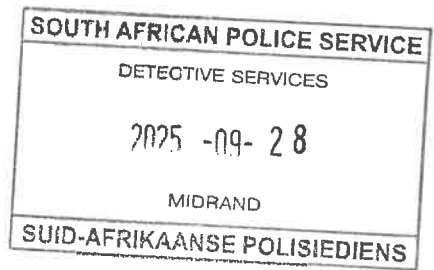 SOUTH AFRICAN POLICE SERVICE
DETECTIVE SERVICES
2025 -09- 28
MIDRAND
SUID-AFRIKAANSE POLISIEDIENS